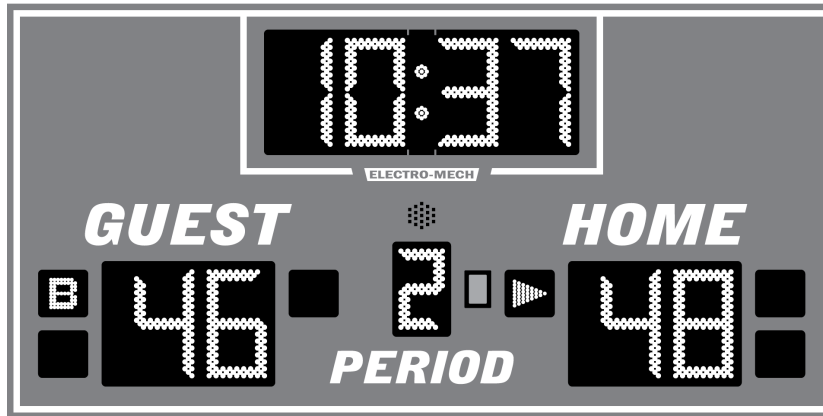 10:37
ELECTRO-MECH
GUEST
HOME
B 46
2
48
PERIOD